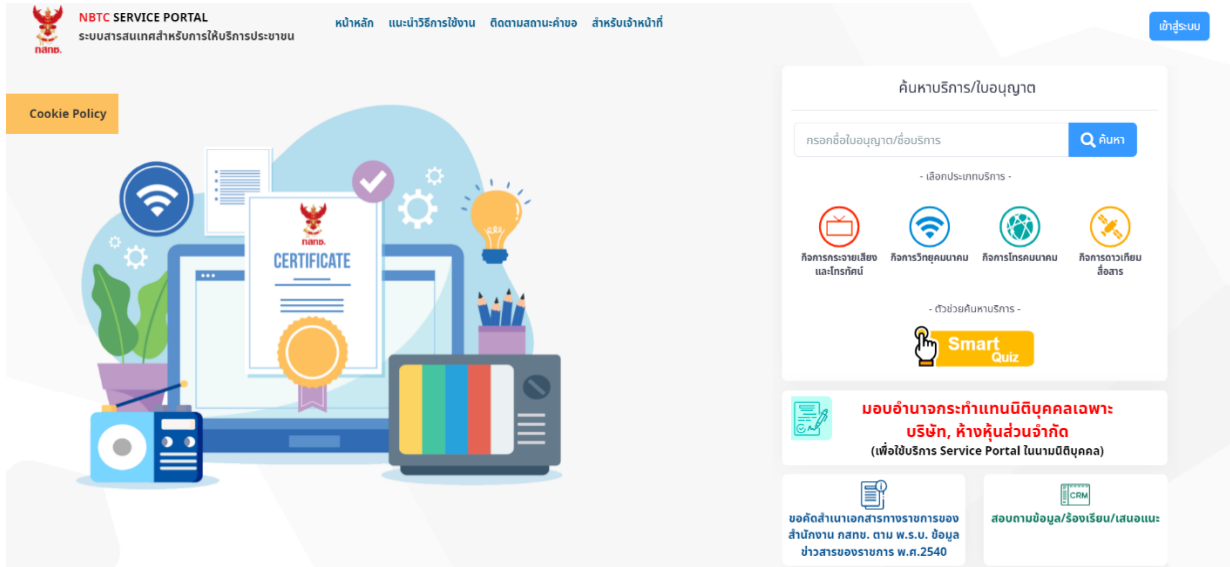 NBTC SERVICE PORTAL
ระบบสารสนเทศสำหรับการให้บริการประชาชน
กสทช.
หน้าหลัก แนะนำวิธีการใช้งาน ติดตามสถานะคำขอ สำหรับเจ้าหน้าที่
เข้าสู่ระบบ
Cookie Policy
กสทช.
CERTIFICATE
ค้นหาบริการ/ใบอนุญาต
กรอกชื่อใบอนุญาต/ชื่อบริการ
ค้นหา
- เลือกประเภทบริการ -
กิจการกระจายเสียง
และโทรทัศน์
กิจการวิทยุคมนาคม
กิจการโทรคมนาคม
กิจการดาวเทียม
สื่อสาร
- ตัวช่วยค้นหาบริการ -
Smart
Quiz
มอบอำนาจกระทำแทนนิติบุคคลเฉพาะ
บริษัท, ห้างหุ้นส่วนจำกัด
(เพื่อใช้บริการ Service Portal ในนามนิติบุคคล)
ขอคัดสำเนาเอกสารทางราชการของ
สำนักงาน กสทช. ตาม พ.ร.บ. ข้อมูล
ข่าวสารของราชการ พ.ศ.2540
CRM
สอบถามข้อมูล/ร้องเรียน/เสนอแนะ